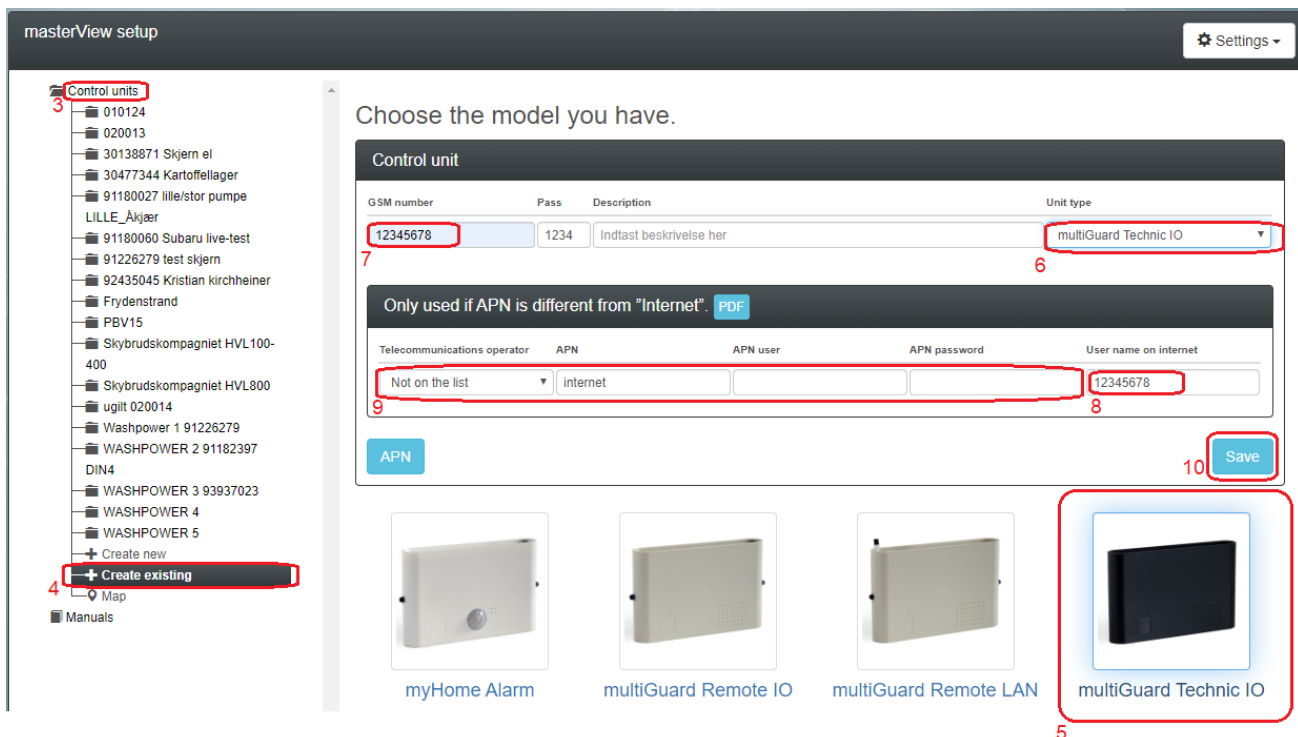 masterView setup
Settings
Control units
3
010124
020013
30138871 Skjern el
30477344 Kartoffellager
91180027 lille/stor pumpe
LILLE_Åkjær
91180060 Subaru live-test
91226279 test skjern
92435045 Kristian kirchheiner
Frydenstrand
PBV15
Skybrudskompagniet HVL100-
400
Skybrudskompagniet HVL800
ugilt 020014
Washpower 1 91226279
WASHPOWER 2 91182397
DIN4
WASHPOWER 3 93937023
WASHPOWER 4
WASHPOWER 5
Create new
Create existing
4
Map
Manuals
Choose the model you have.
Control unit
GSM number Pass Description Unit type
12345678 1234 Indtast beskrivelse her multiGuard Technic IO
7 6
Only used if APN is different from "Internet". PDF
Telecommunications operator APN APN user APN password User name on internet
Not on the list internet 12345678
9 8
APN 10 Save
myHome Alarm multiGuard Remote IO multiGuard Remote LAN multiGuard Technic IO
5